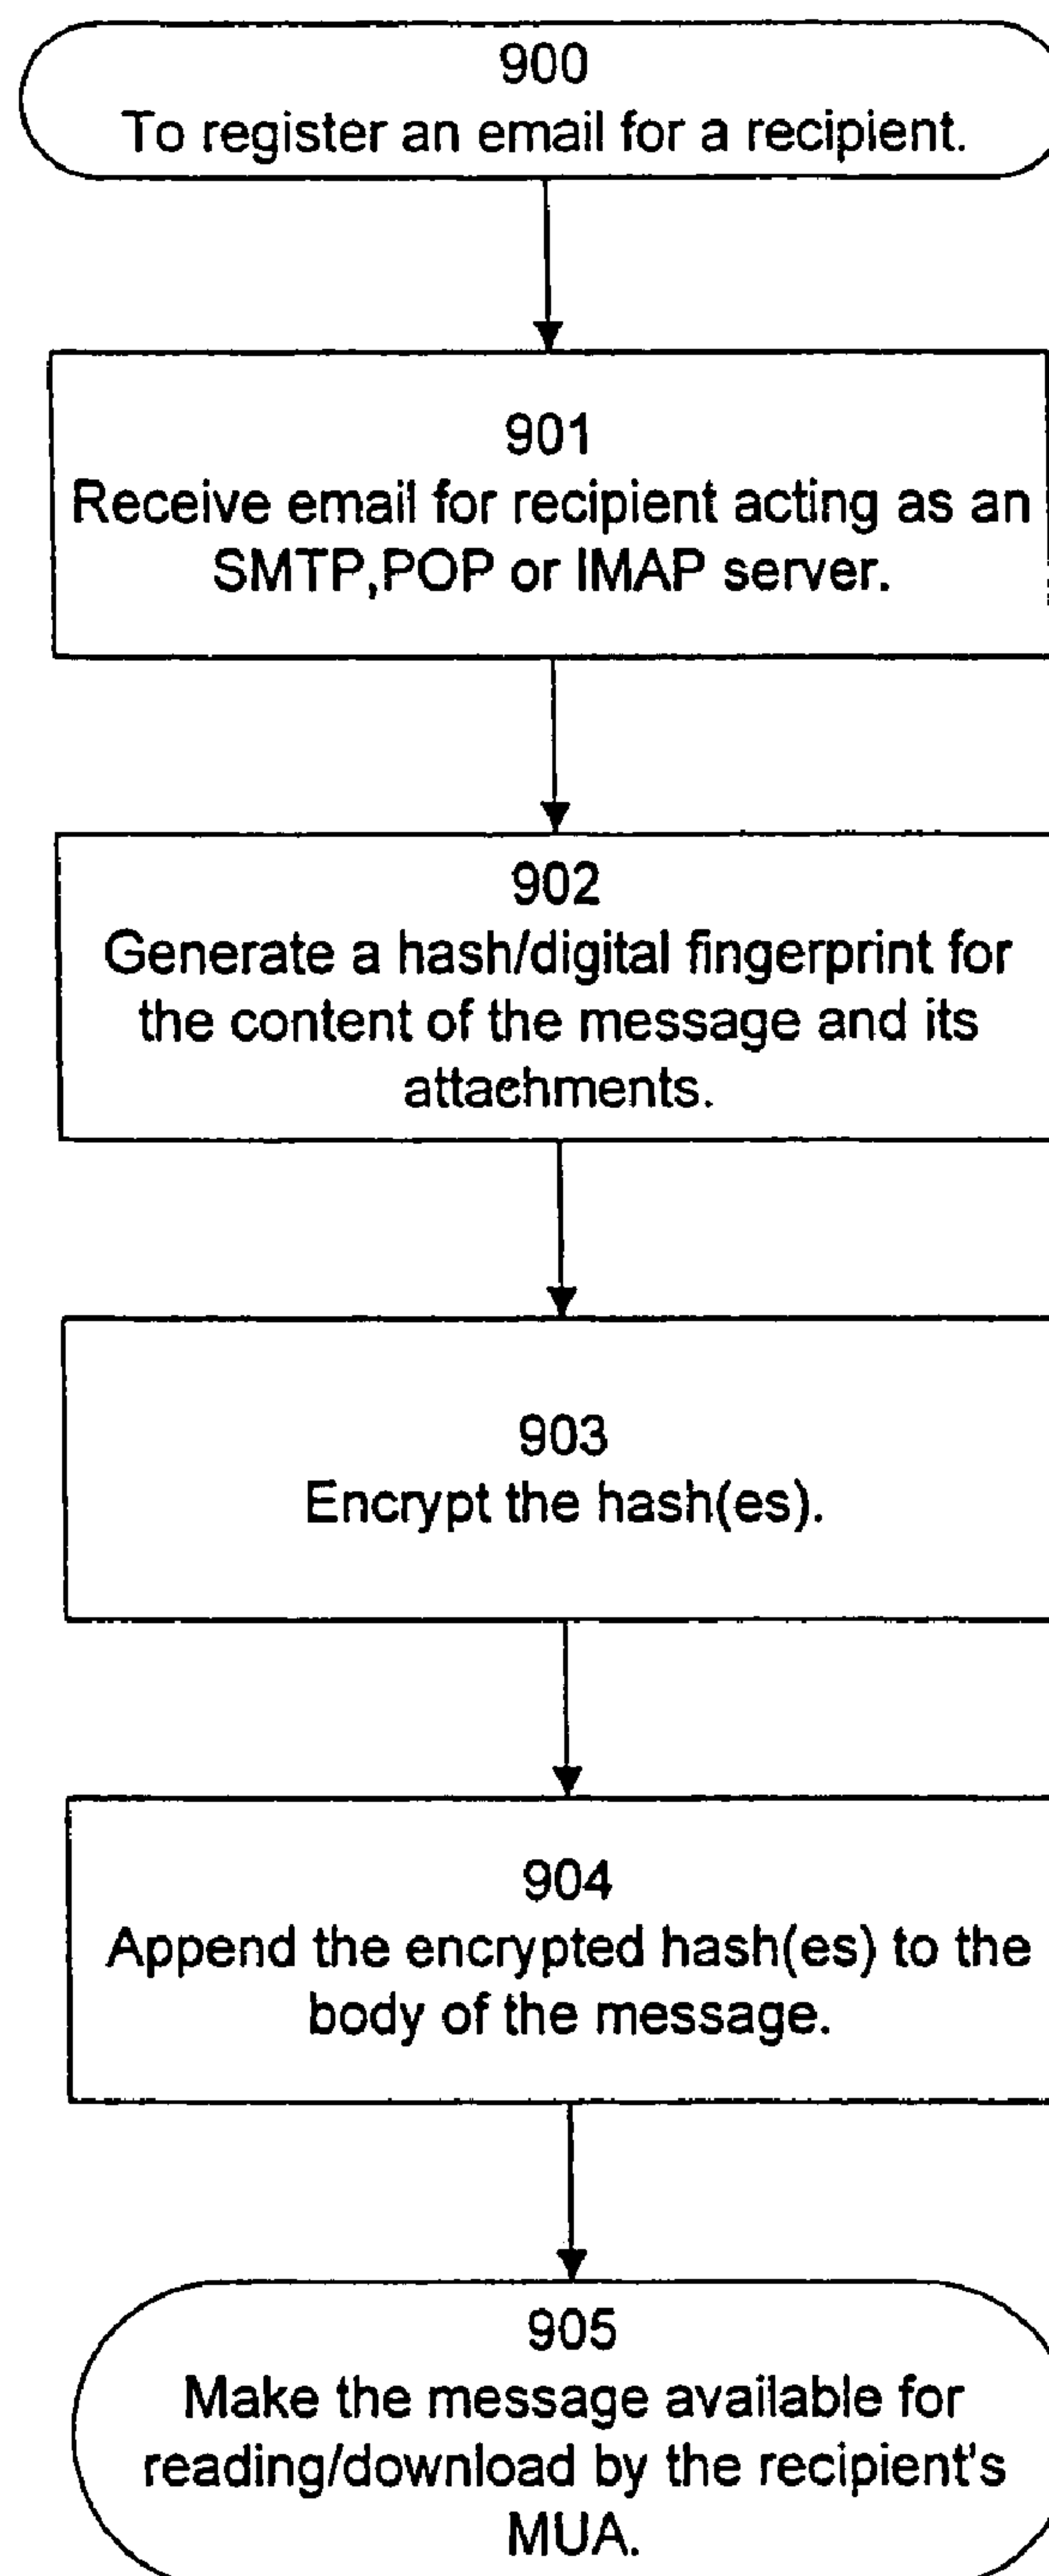 900
To register an email for a recipient.
901
Receive email for recipient acting as an
SMTP,POP or IMAP server.
902
Generate a hash/digital fingerprint for
the content of the message and its
attachments.
903
Encrypt the hash(es).
904
Append the encrypted hash(es) to the
body of the message.
905
Make the message available for
reading/download by the recipient's
MUA.